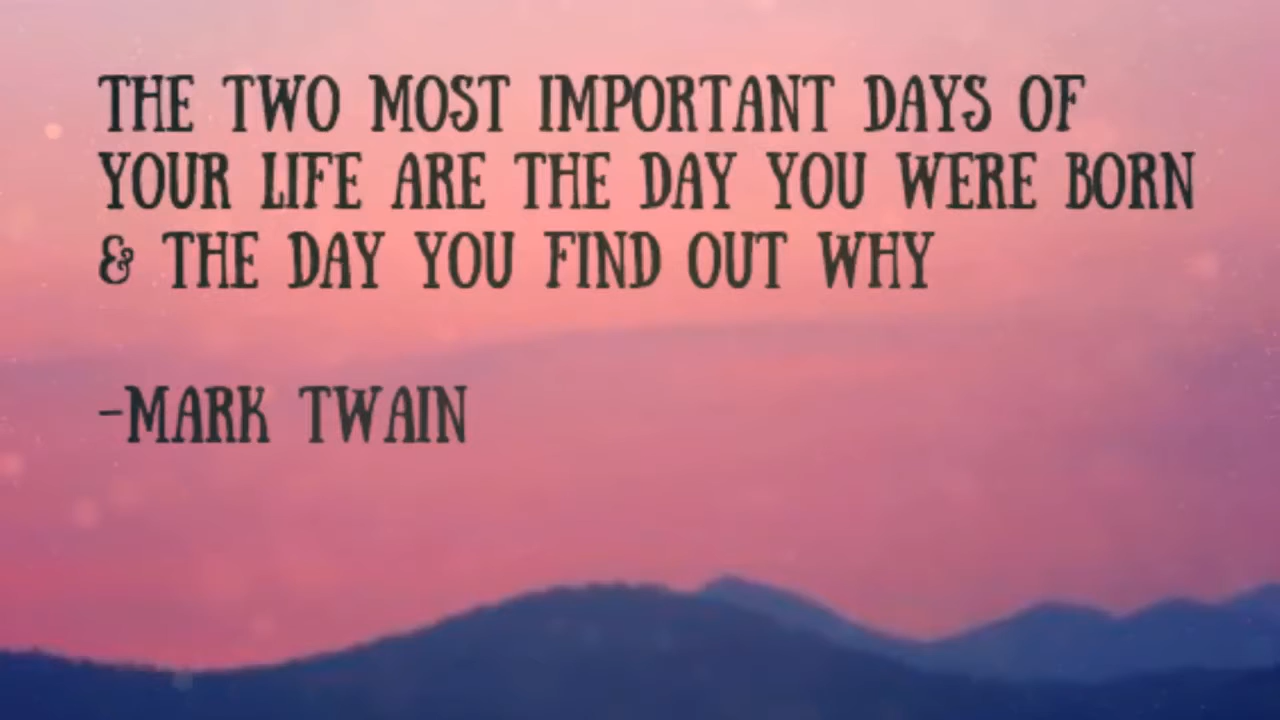 THE TWO MOST IMPORTANT DAYS OF
YOUR LIFE ARE THE DAY YOU WERE BORN
& THE DAY YOU FIND OUT WHY
-MARK TWAIN